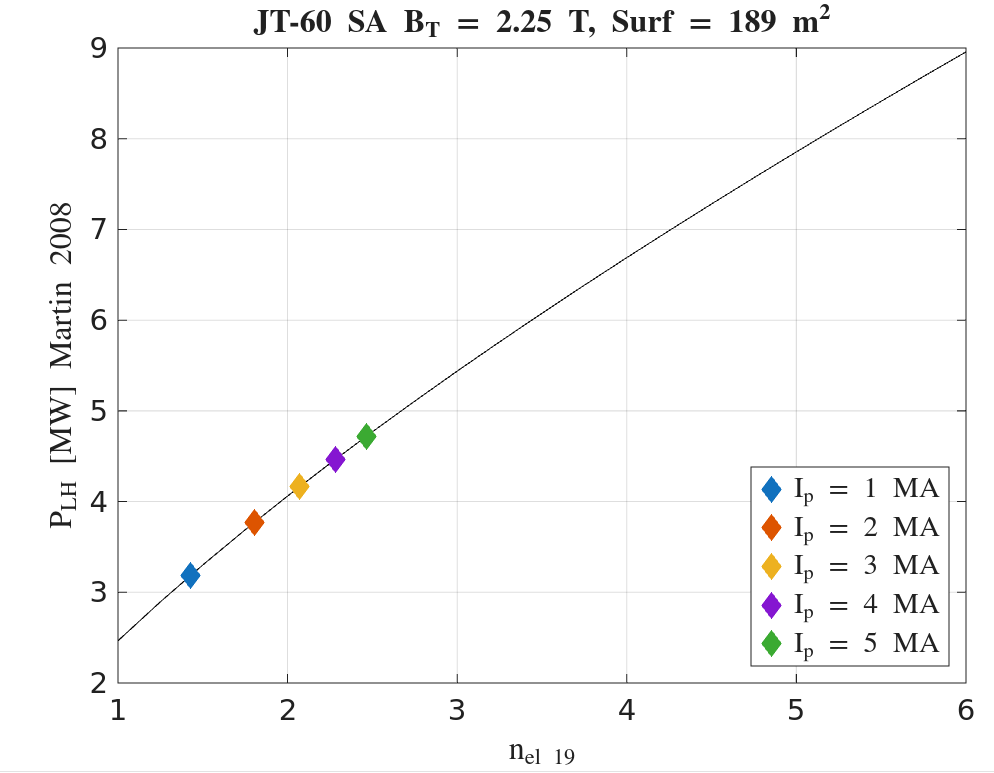 JT-60 SA B_T = 2.25 T, Surf = 189 m²
9
8
7
6
5
4
3
2
P_LH [MW] Martin 2008
I_p = 1 MA
I_p = 2 MA
I_p = 3 MA
I_p = 4 MA
I_p = 5 MA
1 2 3 4 5 6
n_el 19